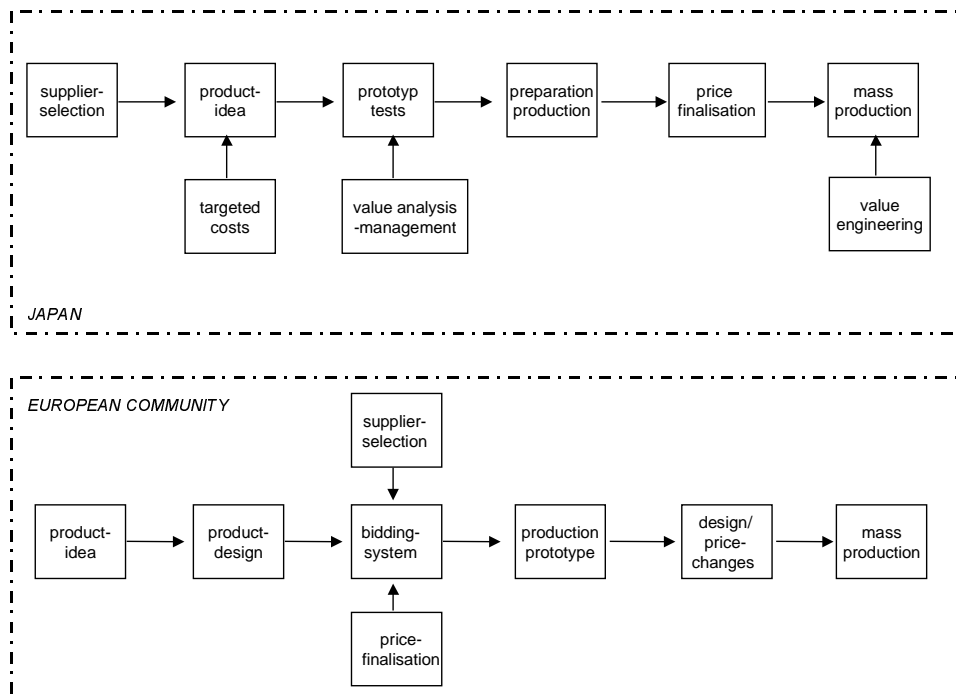 supplier-
selection
product-
idea
prototyp
tests
preparation
production
price
finalisation
mass
production
targeted
costs
value analysis
-management
value
engineering
JAPAN
EUROPEAN COMMUNITY
supplier-
selection
product-
idea
product-
design
bidding-
system
production
prototype
design/
price-
changes
mass
production
price-
finalisation